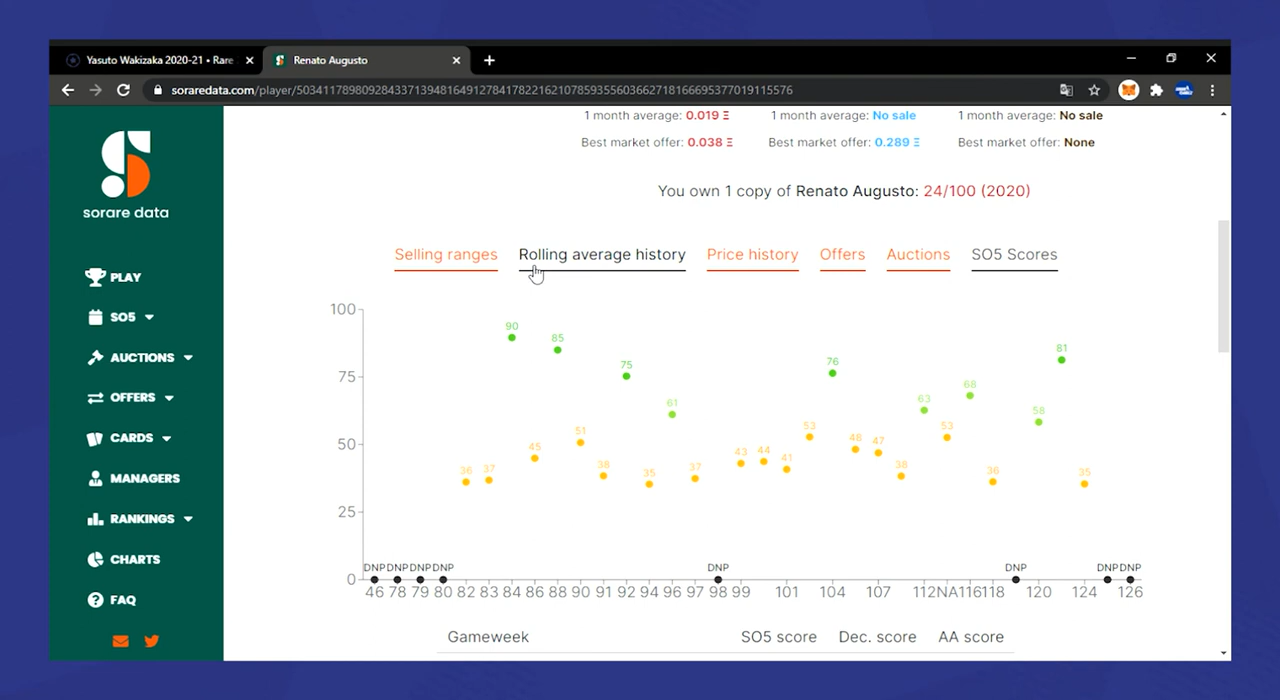 Yasuto Wakizaka 2020-21 • Rare
Renato Augusto
soraredata.com/player/50341178980928433713948164912784178221621078593556036627181666953770191155​76
sorare data
PLAY
SO5
AUCTIONS
OFFERS
CARDS
MANAGERS
RANKINGS
CHARTS
FAQ
1 month average: 0.019 Ξ
1 month average: No sale
1 month average: No sale
Best market offer: 0.038 Ξ
Best market offer: 0.289 Ξ
Best market offer: None
You own 1 copy of Renato Augusto: 24/100 (2020)
Selling ranges
Rolling average history
Price history
Offers
Auctions
SO5 Scores
100
75
50
25
0
DNP DNP DNP DNP 36 37 90 45 85 51 38 75 35 61 37 DNP 43 44 41 53 76 48 47 38 63 53 68 36 DNP 58 81 35 DNP DNP
46 78 79 80 82 83 84 86 88 90 91 92 94 96 97 98 99 101 104 107 112 NA 116 118 120 124 126
Gameweek
SO5 score
Dec. score
AA score